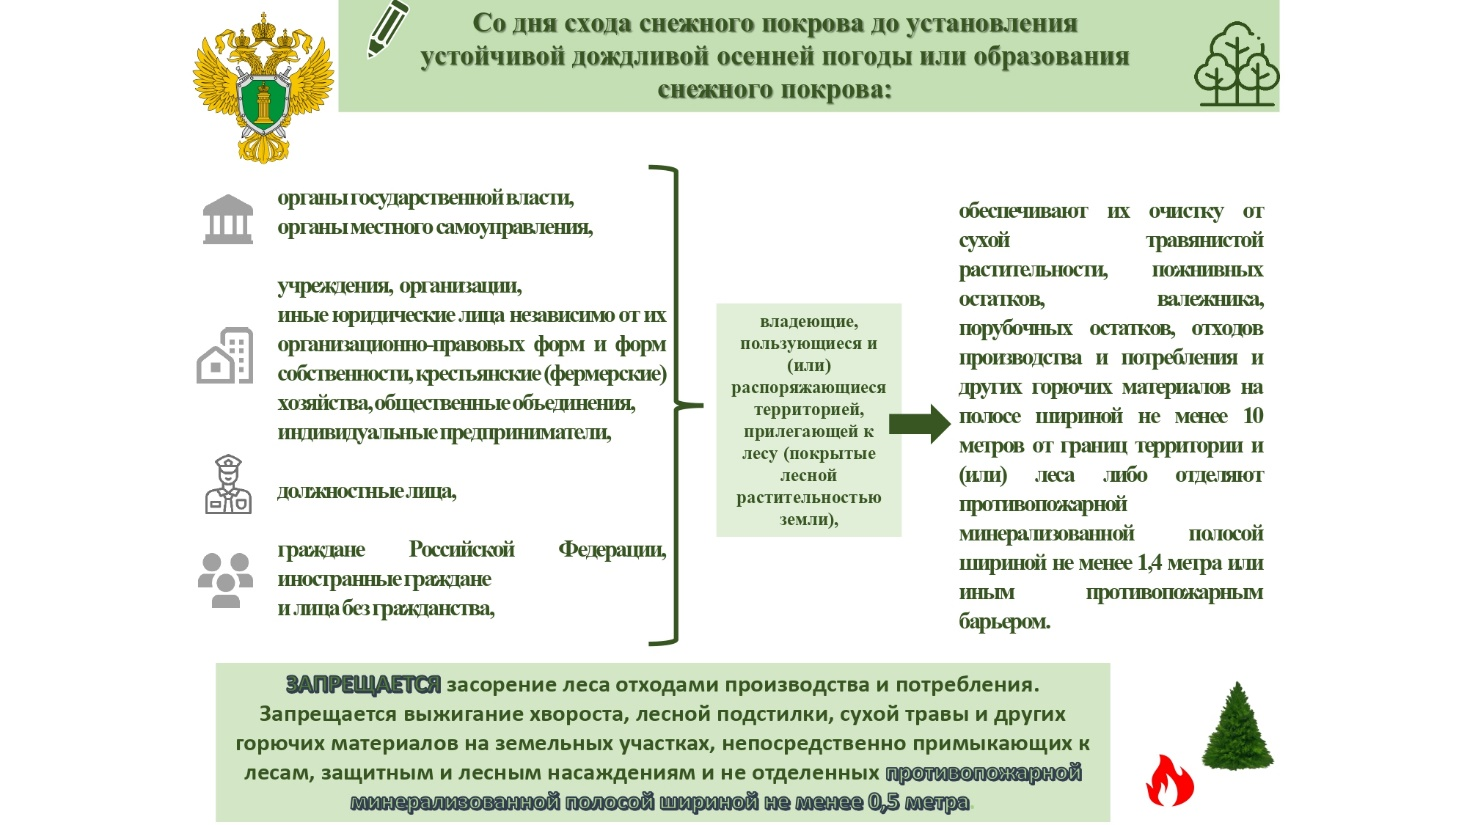 Со дня схода снежного покрова до установления
устойчивой дождливой осенней погоды или образования
снежного покрова:
органы государственной власти,
органы местного самоуправления,
учреждения, организации,
иные юридические лица независимо от их
организационно-правовых форм и форм
собственности, крестьянские (фермерские)
хозяйства, общественные объединения,
индивидуальные предприниматели,
должностные лица,
граждане Российской Федерации,
иностранные граждане
и лица без гражданства,
владеющие,
пользующиеся и
(или)
распоряжающиеся
территорией,
прилегающей к
лесу (покрытые
лесной
растительностью
земли),
обеспечивают их очистку от
сухой травянистой
растительности, пожнивных
остатков, валежника,
порубочных остатков, отходов
производства и потребления и
других горючих материалов на
полосе шириной не менее 10
метров от границ территории и
(или) леса либо отделяют
противопожарной
минерализованной полосой
шириной не менее 1,4 метра или
иным противопожарным
барьером.
ЗАПРЕЩАЕТСЯ засорение леса отходами производства и потребления.
Запрещается выжигание хвороста, лесной подстилки, сухой травы и других
горючих материалов на земельных участках, непосредственно примыкающих к
лесам, защитным и лесным насаждениям и не отделенных противопожарной
минерализованной полосой шириной не менее 0,5 метра.